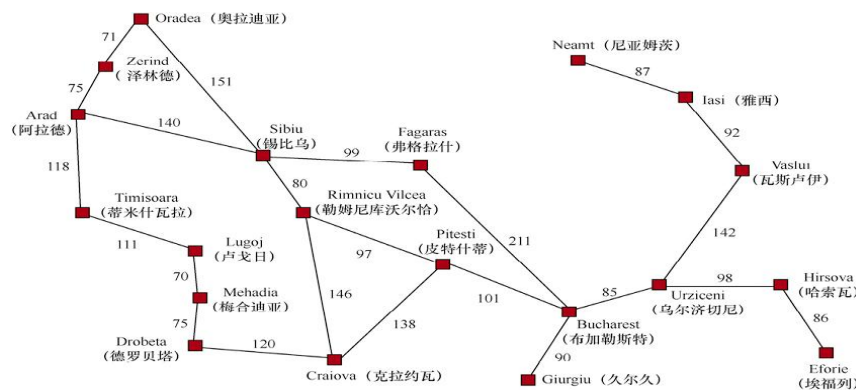 Oradea (奥拉迪亚)
Neamt (尼亚姆茨)
71
Zerind
(泽林德)
87
151
Iasi (雅西)
75
Arad
(阿拉德)
140
Sibiu
(锡比乌)
Fagaras
(弗格拉什)
92
99
118
Vaslui
(瓦斯卢伊)
80
Timisoara
(蒂米什瓦拉)
Rimnicu Vilcea
(勒姆尼库沃尔恰)
111
Lugoj
(卢戈日)
Pitesti
(皮特什蒂)
211
142
97
70
Mehadia
(梅合迪亚)
146
101
85
98
Hirsova
(哈索瓦)
Urziceni
(乌尔济切尼)
75
138
86
Bucharest
(布加勒斯特)
Drobeta
(德罗贝塔)
120
90
Craiova (克拉约瓦)
Giurgiu (久尔久)
Eforie
(埃福列)